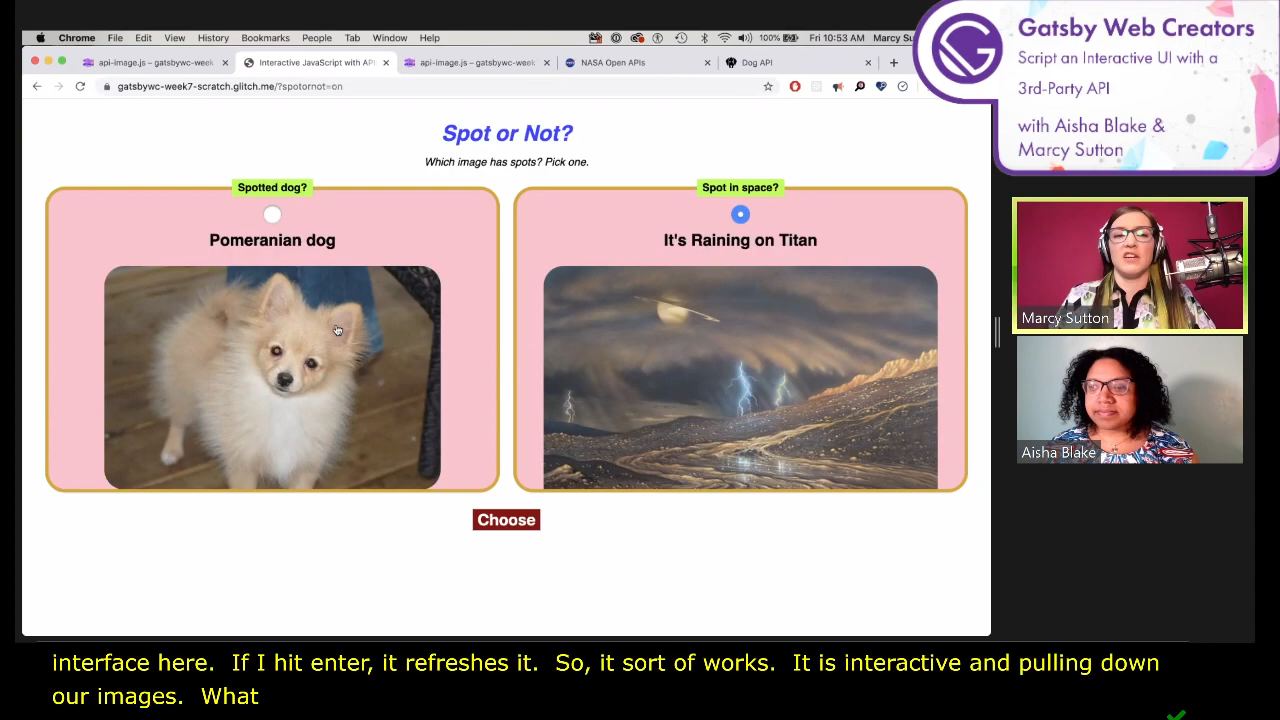 Chrome File Edit View History Bookmarks People Tab Window Help 100% Fri 10:53 AM Marcy Su
api-image.js – gatsbywc-week
Interactive JavaScript with API
api-image.js – gatsbywc-week
NASA Open APIs
Dog API
gatsbywc-week7-scratch.glitch.me/?spotornot=on
Gatsby Web Creators
Script an Interactive UI with a
3rd-Party API
with Aisha Blake &
Marcy Sutton
Spot or Not?
Which image has spots? Pick one.
Spotted dog?
Pomeranian dog
Spot in space?
It's Raining on Titan
Choose
Marcy Sutton
Aisha Blake
interface here. If I hit enter, it refreshes it. So, it sort of works. It is interactive and pulling down
our images. What